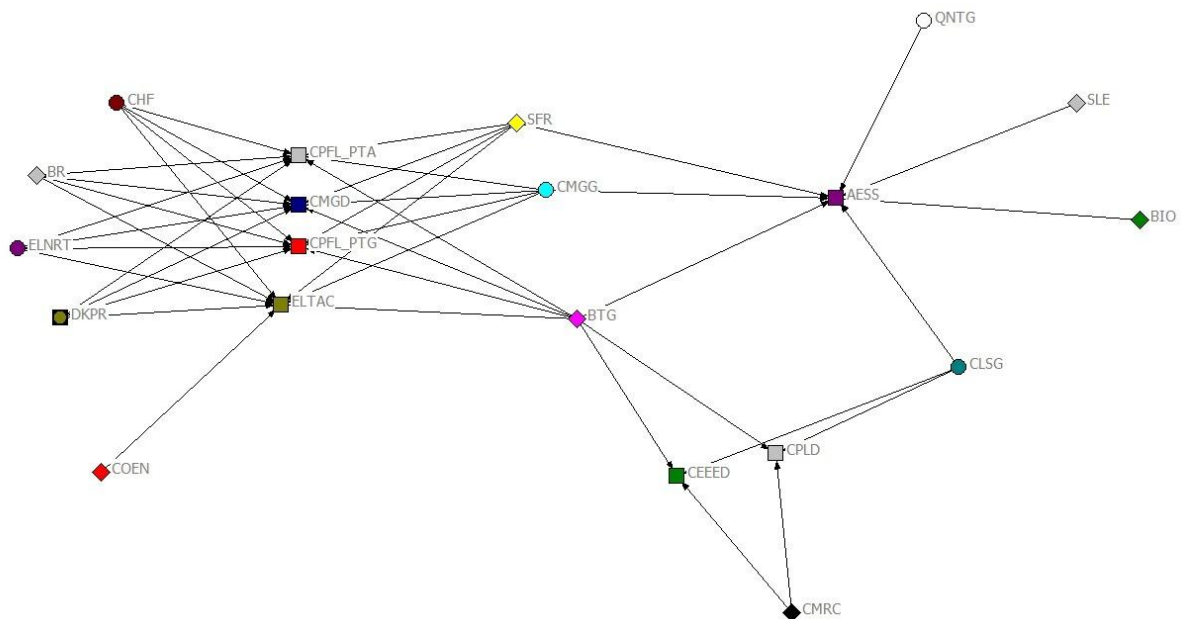 QNTG
CHF
SLE
SFR
CPFL_PTA
BR
CMGG
AESS
CMGD
BIO
ELNRT
CPFL_PTG
ELTAC
DKPR
BTG
CLSG
CPLD
COEN
CEEED
CMRC